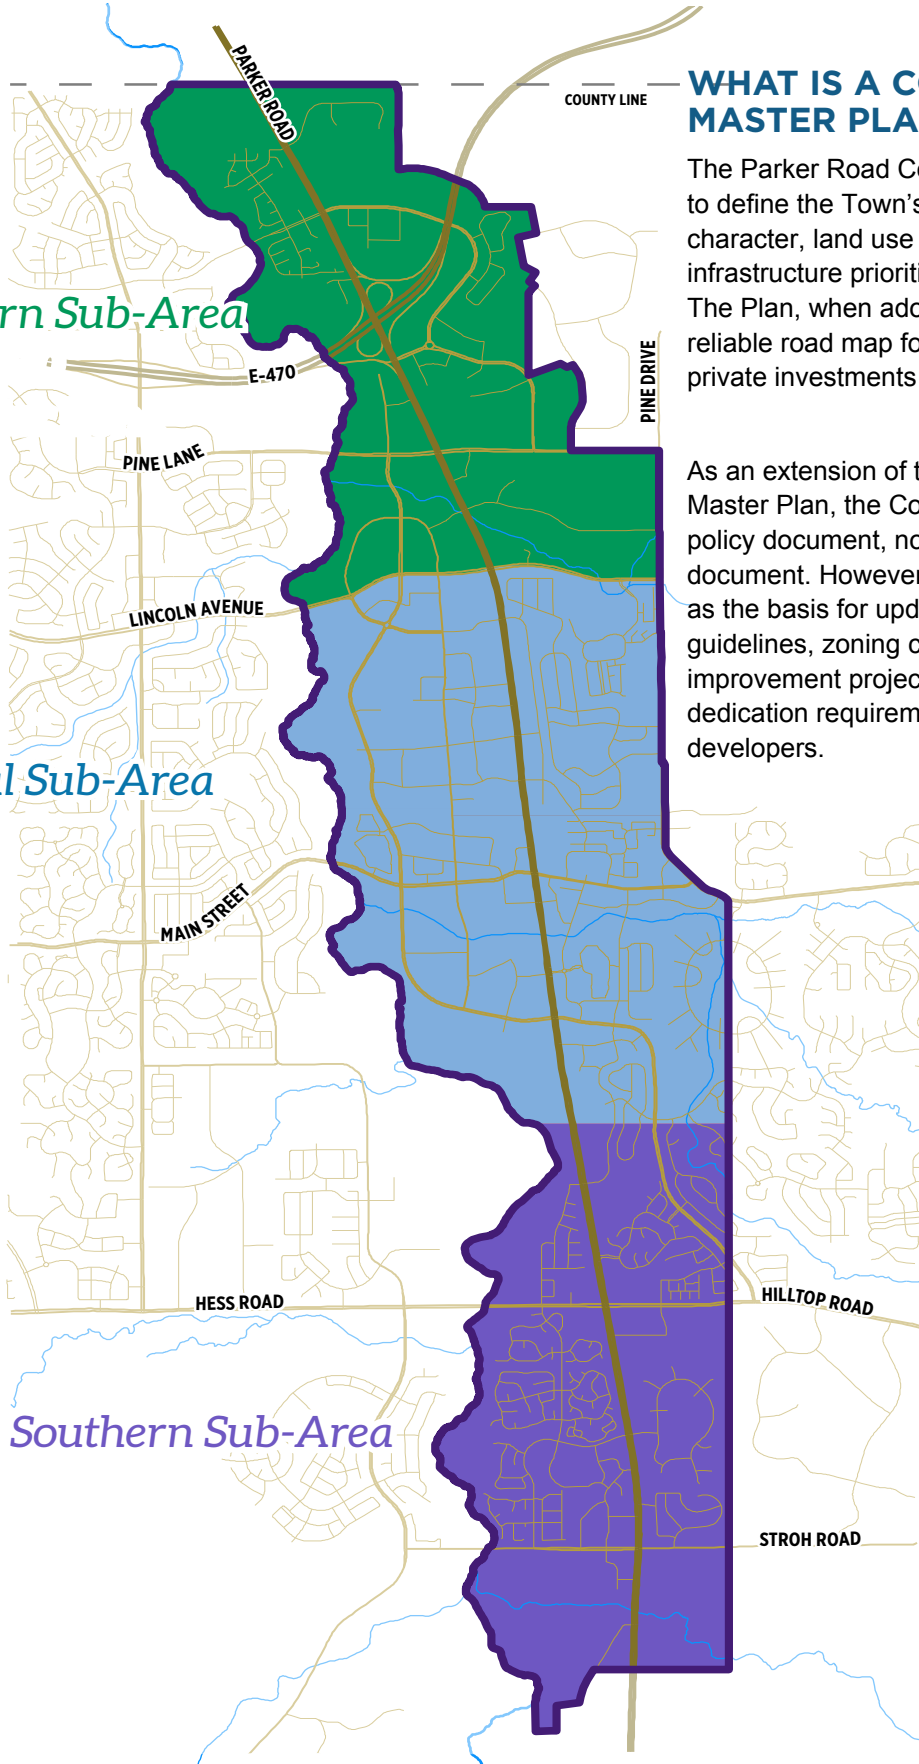 PARKER ROAD
COUNTY LINE
WHAT IS A CO
MASTER PLA
The Parker Road Co
to define the Town's
character, land use
infrastructure prioriti
The Plan, when ado
reliable road map fo
private investments
rn Sub-Area
E-470
PINE DRIVE
PINE LANE
As an extension of t
Master Plan, the Co
policy document, no
document. However
as the basis for upd
guidelines, zoning c
improvement projec
dedication requirem
developers.
LINCOLN AVENUE
l Sub-Area
MAIN STREET
HESS ROAD
HILLTOP ROAD
Southern Sub-Area
STROH ROAD